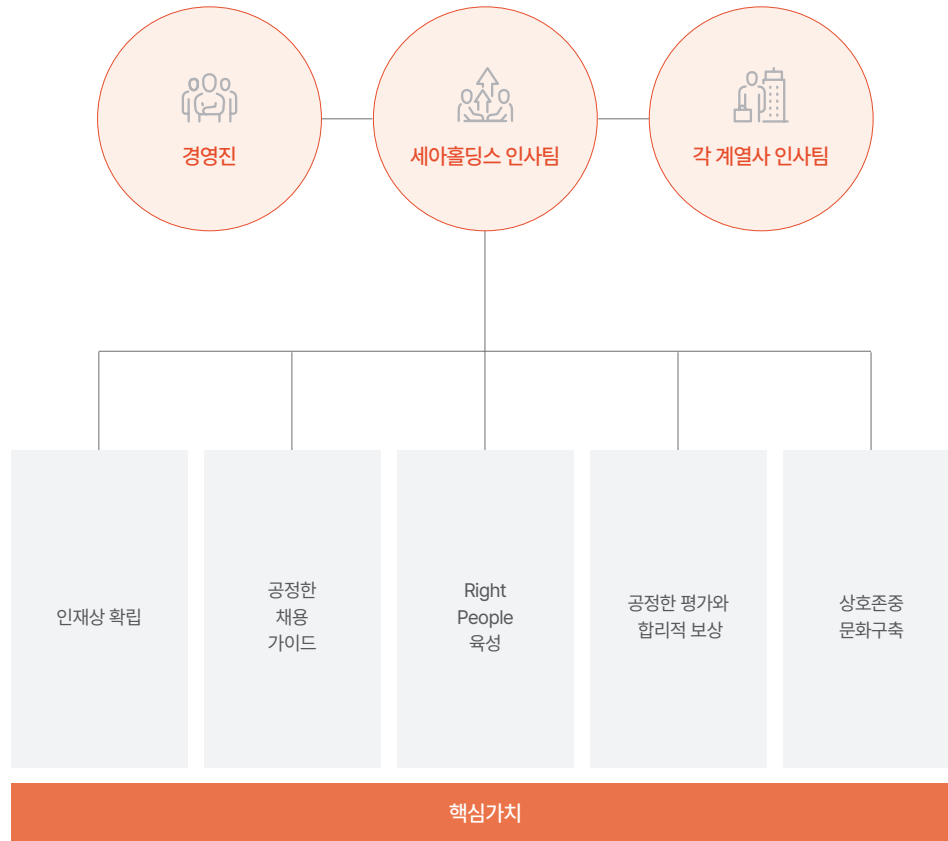 경영진
세아홀딩스 인사팀
각 계열사 인사팀
인재상 확립
공정한
채용
가이드
Right
People
육성
공정한 평가와
합리적 보상
상호존중
문화구축
핵심가치